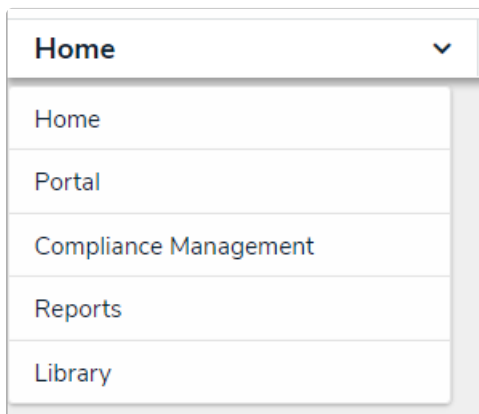 Home
Home
Portal
Compliance Management
Reports
Library